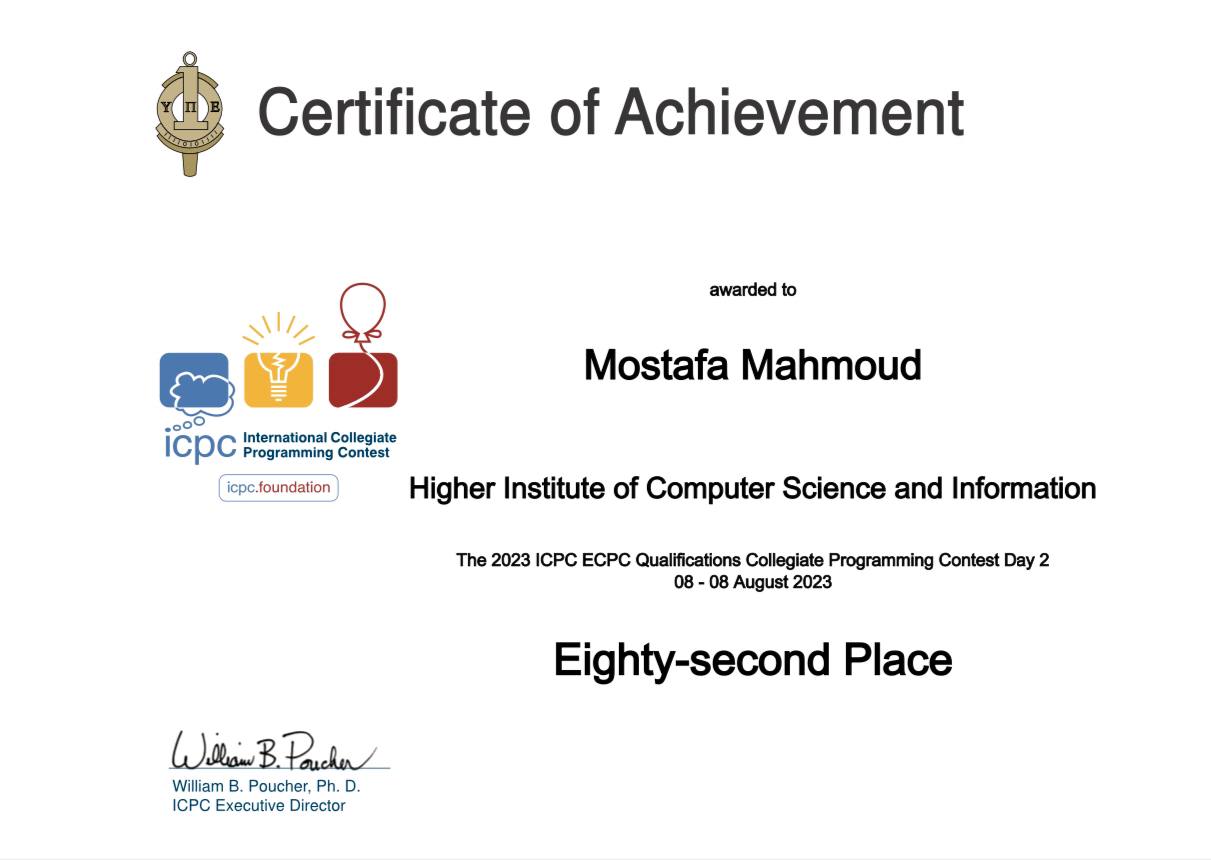 Certificate of Achievement
Υ Π Ε
awarded to
Mostafa Mahmoud
icpc International Collegiate
Programming Contest
icpc.foundation
Higher Institute of Computer Science and Information
The 2023 ICPC ECPC Qualifications Collegiate Programming Contest Day 2
08 - 08 August 2023
Eighty-second Place
William B. Poucher
William B. Poucher, Ph. D.
ICPC Executive Director